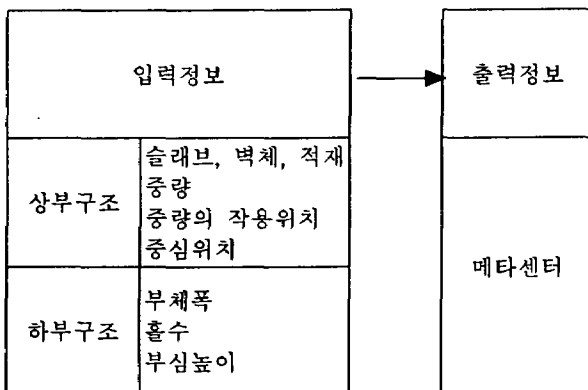 입력정보
출력정보
상부구조
슬래브, 벽체, 적재
중량
중량의 작용위치
중심위치
하부구조
부체폭
홀수
부심높이
메타센터